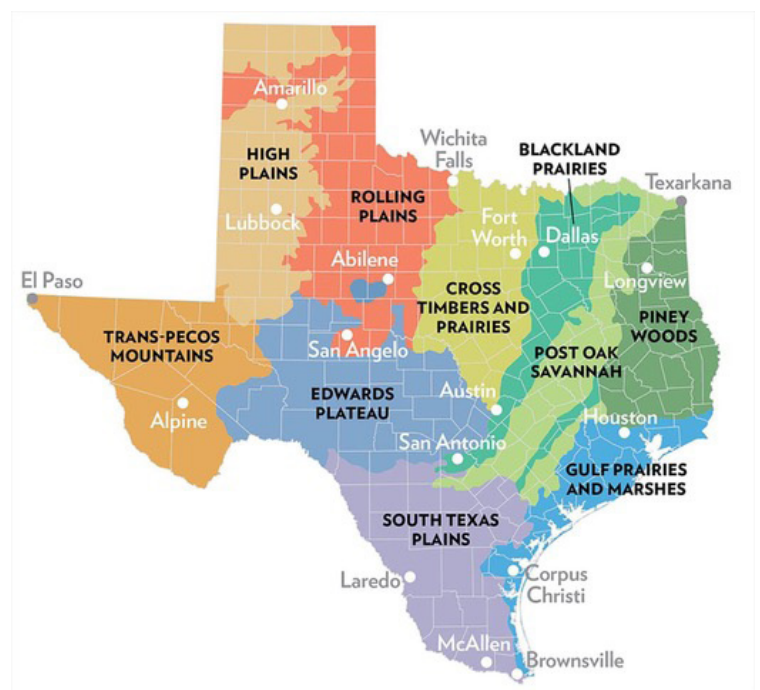 Amarillo
Wichita
Falls
BLACKLAND
PRAIRIES
HIGH
PLAINS
Texarkana
ROLLING
PLAINS
Lubbock
Fort
Worth
Dallas
Abilene
Longview
El Paso
CROSS
TIMBERS AND
PRAIRIES
PINEY
WOODS
TRANS-PECOS
MOUNTAINS
San Angelo
POST OAK
SAVANNAH
EDWARDS
PLATEAU
Austin
Alpine
Houston
San Antonio
GULF PRAIRIES
AND MARSHES
SOUTH TEXAS
PLAINS
Laredo
Corpus
Christi
McAllen
Brownsville